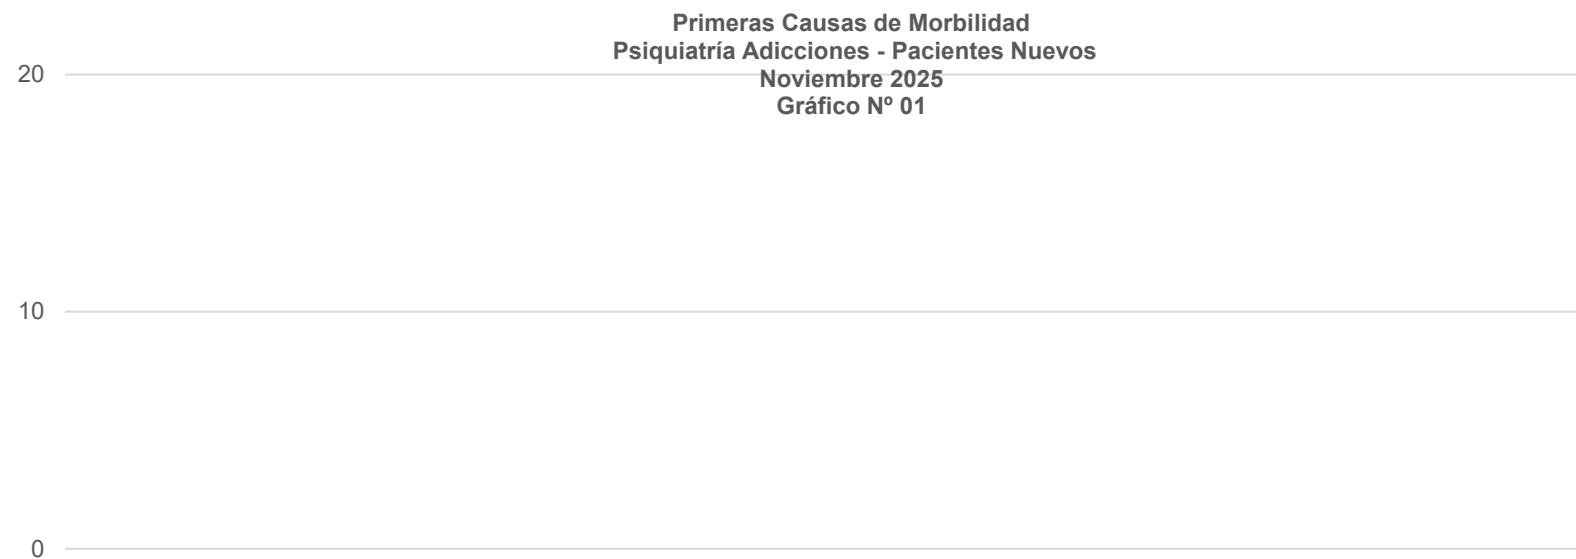 Primeras Causas de Morbilidad
Psiquiatría Adicciones - Pacientes Nuevos
Noviembre 2025
Gráfico Nº 01
20
10
0